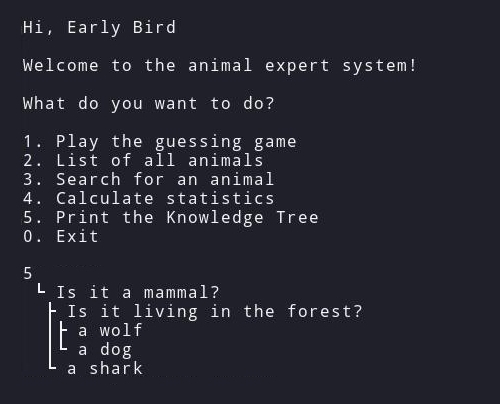 Hi, Early Bird
Welcome to the animal expert system!
What do you want to do?
1. Play the guessing game
2. List of all animals
3. Search for an animal
4. Calculate statistics
5. Print the Knowledge Tree
0. Exit
5
└ Is it a mammal?
├ Is it living in the forest?
│├ a wolf
│└ a dog
└ a shark